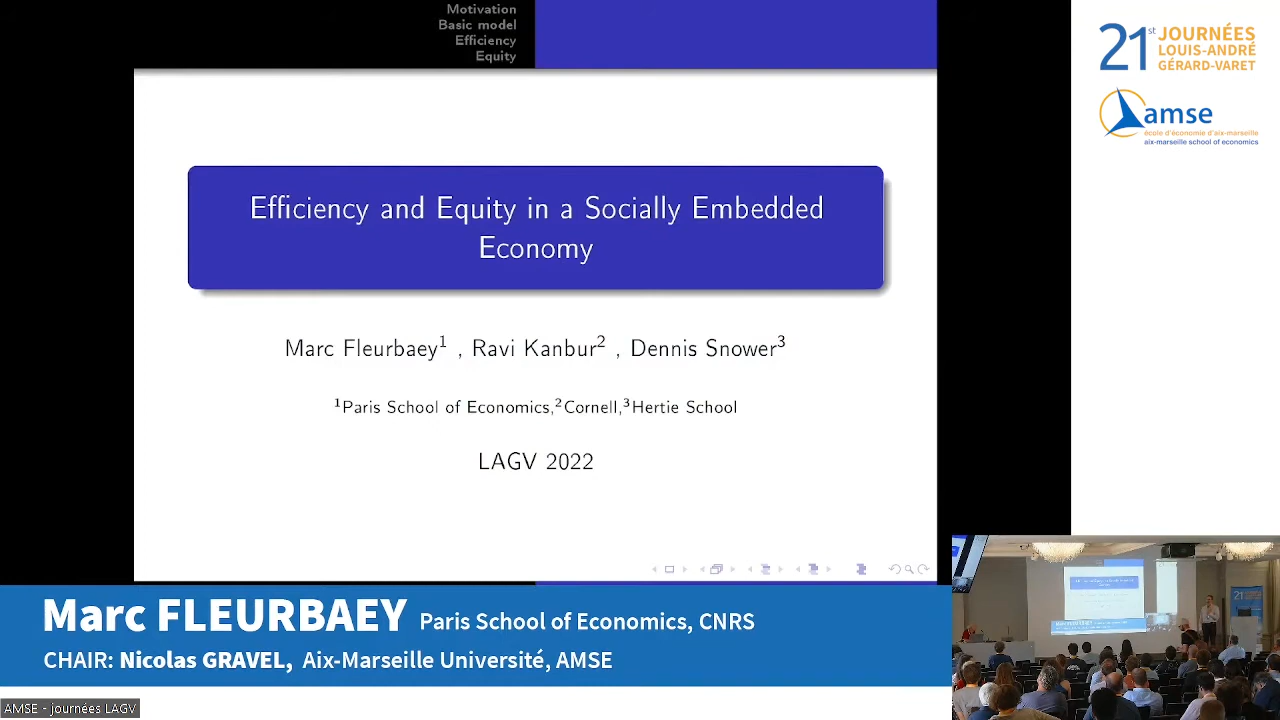 Motivation
Basic model
Efficiency
Equity
Efficiency and Equity in a Socially Embedded
Economy
Marc Fleurbaey1 , Ravi Kanbur2 , Dennis Snower3
1Paris School of Economics,2Cornell,3Hertie School
LAGV 2022
21st JOURNÉES
LOUIS-ANDRÉ
GÉRARD-VARET
amse
école d'économie d'aix-marseille
aix-marseille school of economics
21
Marc FLEURBAEY Paris School of Economics, CNRS
CHAIR: Nicolas GRAVEL, Aix-Marseille Université, AMSE
AMSE - journées LAGV